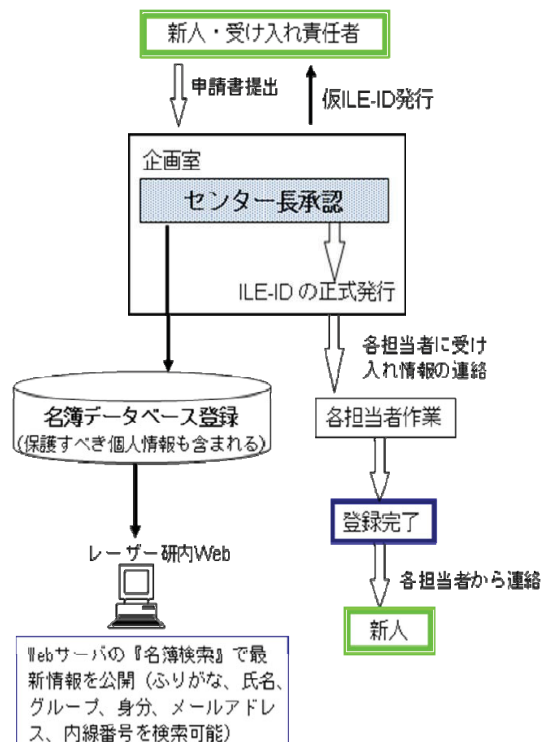 新人・受け入れ責任者
申請書提出
仮ILE-ID発行
企画室
センター長承認
ILE-IDの正式発行
各担当者に受け
入れ情報の連絡
名簿データベース登録
(保護すべき個人情報も含まれる)
各担当者作業
登録完了
レーザー研内Web
各担当者から連絡
新人
Webサーバの『名簿検索』で最
新情報を公開（ふりがな、氏名、
グループ、身分、メールアドレ
ス、内線番号を検索可能）